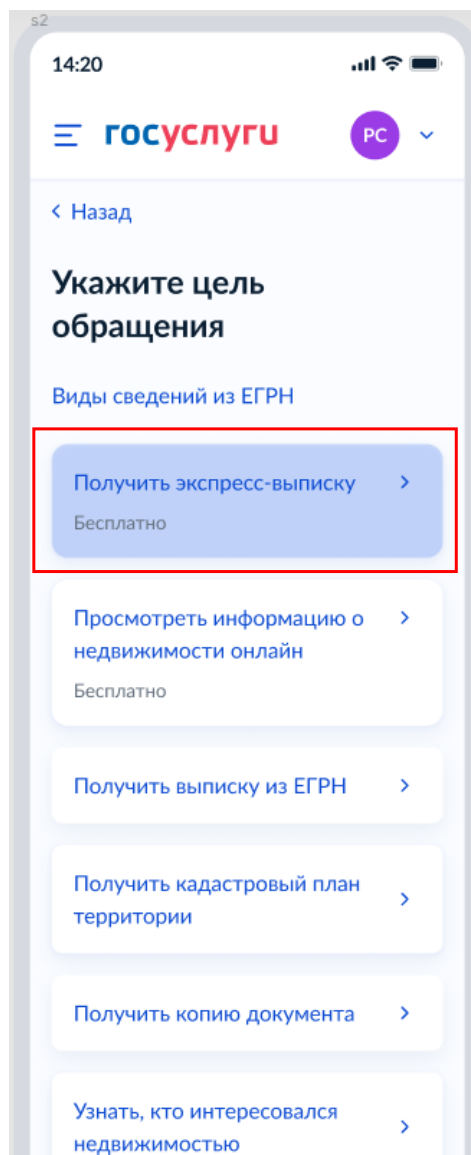 s2
14:20
госуслуги
РС
Назад
Укажите цель
обращения
Виды сведений из ЕГРН
Получить экспресс-выписку
Бесплатно
Просмотреть информацию о
недвижимости онлайн
Бесплатно
Получить выписку из ЕГРН
Получить кадастровый план
территории
Получить копию документа
Узнать, кто интересовался
недвижимостью